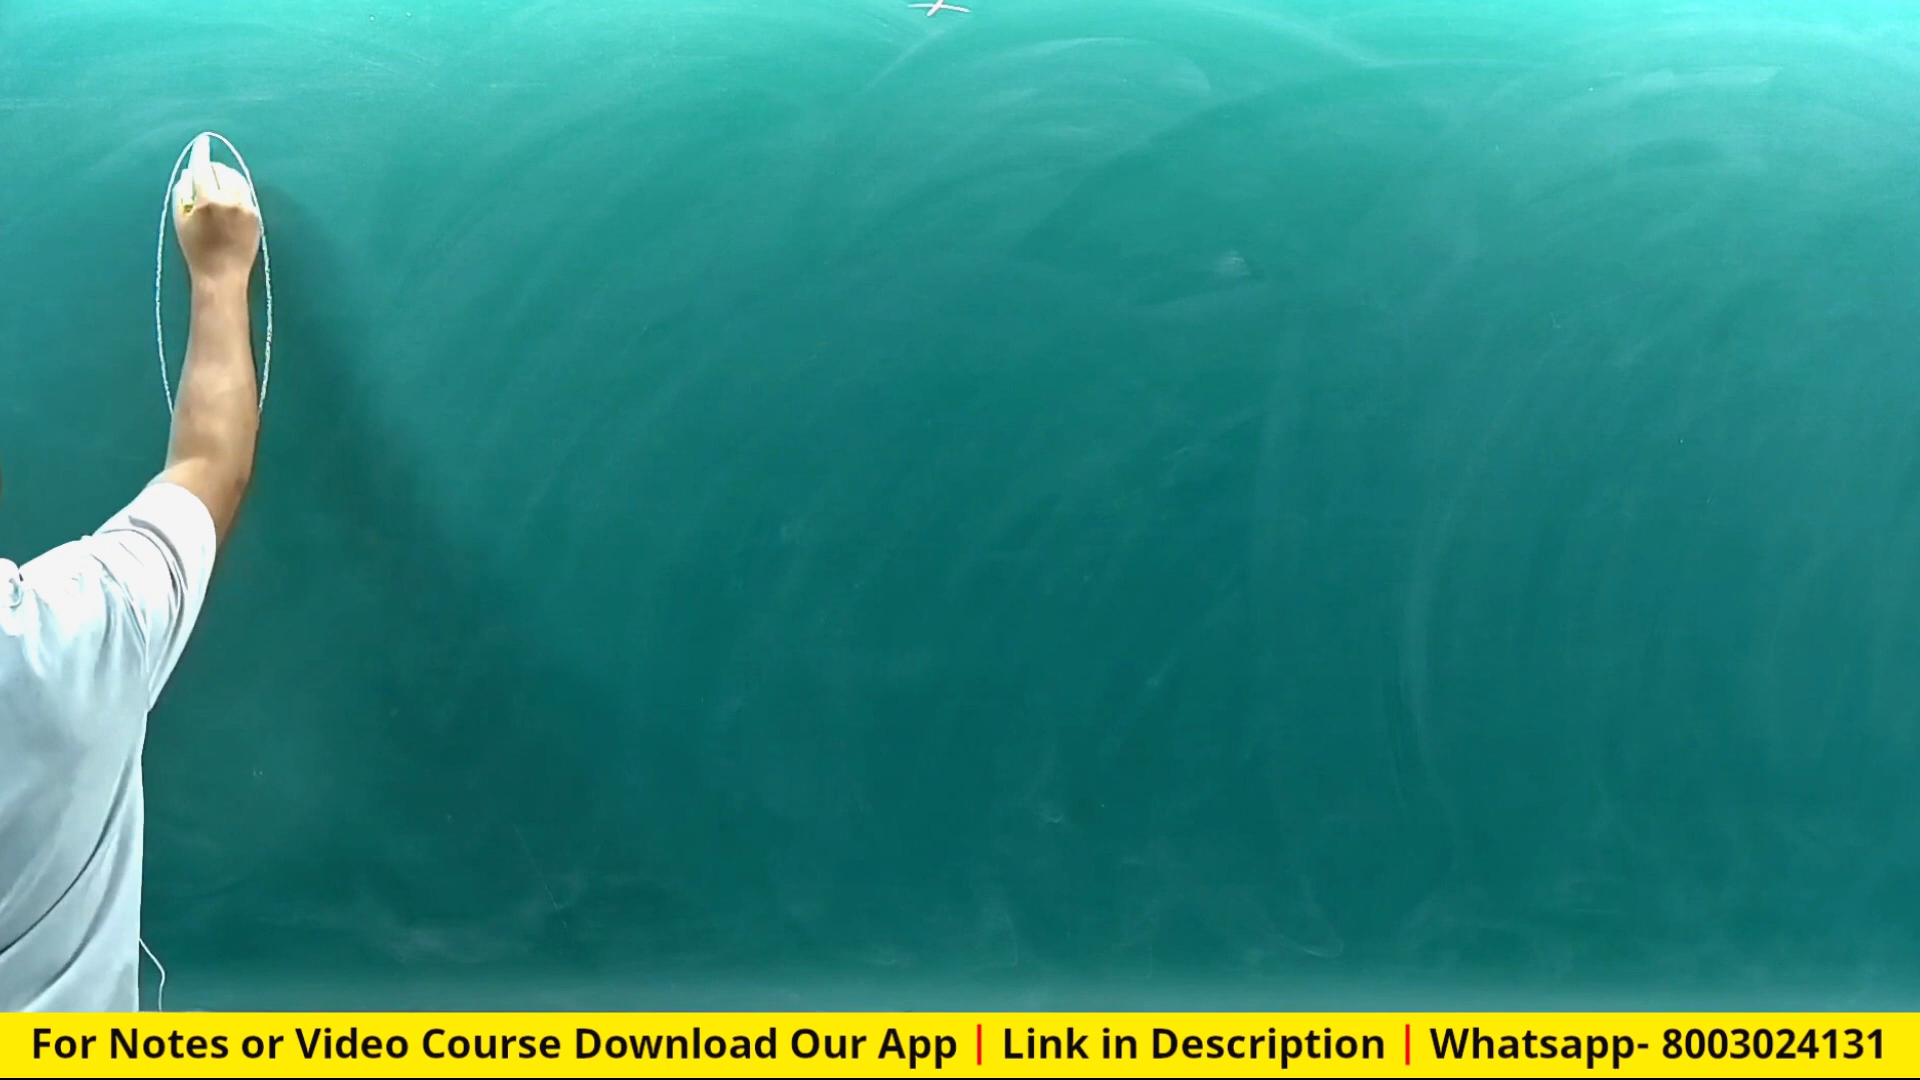 For Notes or Video Course Download Our App | Link in Description | Whatsapp- 8003024131